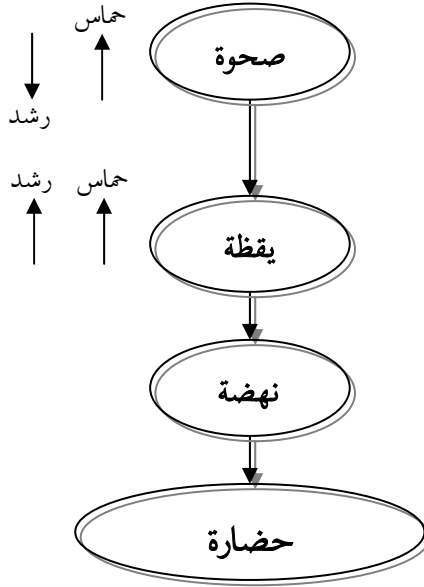 صحوة
حماس
رشد
حماس رشد
يقظة
نهضة
حضارة